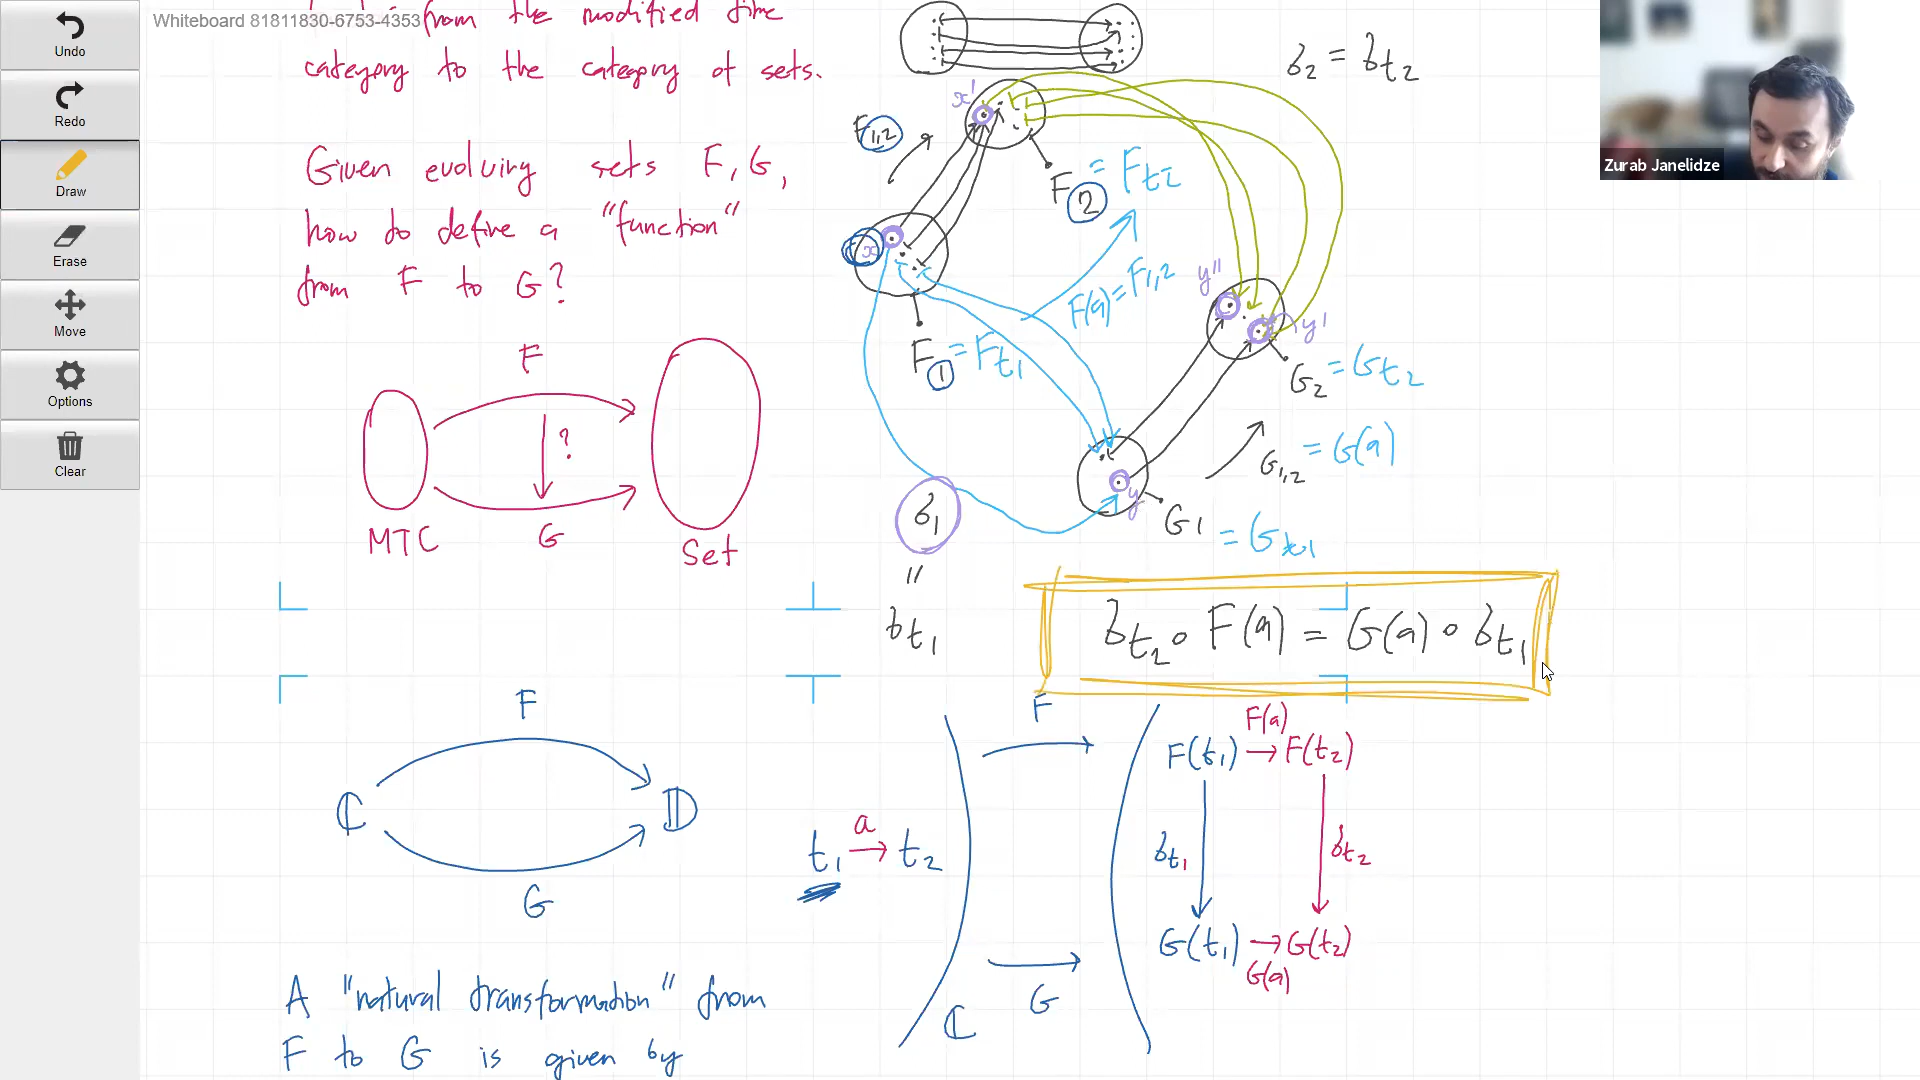 Undo
Redo
Draw
Erase
Move
Options
Clear
Whiteboard 81811830-6753-4353
from the modified time
category to the category of sets.
Given evolving sets F, G,
how to define a "function"
from F to G?
F
?
MTC
G
Set
F
ℂ
𝔻
G
A "natural transformation" from
F to G is given by
F1,2
x'
F2 = Ft2
x
F(a) = F1,2
F1 = Ft1
y''
y'
G2 = Gt2
G1,2 = G(a)
y
G1 = Gt1
b1
=
bt1
b2 = bt2
bt2 ∘ F(a) = G(a) ∘ bt1
t1 a → t2
F
G
ℂ
F(a)
F(t1) → F(t2)
bt1
bt2
G(t1) → G(t2)
G(a)
Zurab Janelidze